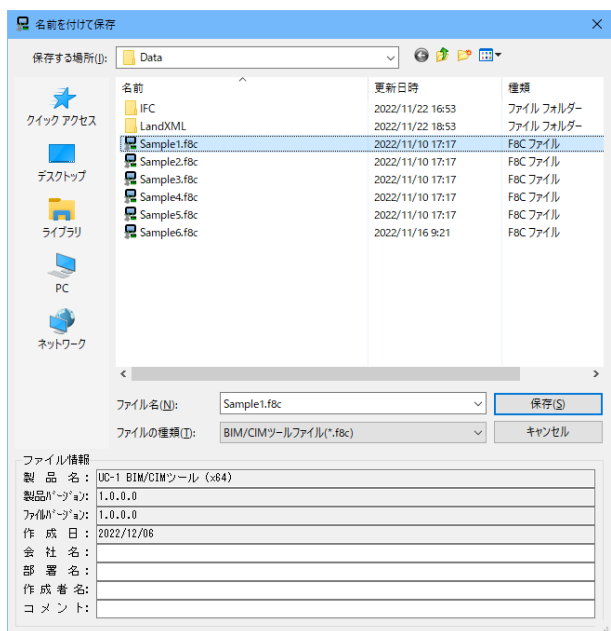 名前を付けて保存
保存する場所(I): Data
名前 更新日時 種類
IFC 2022/11/22 16:53 ファイル フォルダー
LandXML 2022/11/22 18:53 ファイル フォルダー
Sample1.f8c 2022/11/10 17:17 F8C ファイル
Sample2.f8c 2022/11/10 17:17 F8C ファイル
Sample3.f8c 2022/11/10 17:17 F8C ファイル
Sample4.f8c 2022/11/10 17:17 F8C ファイル
Sample5.f8c 2022/11/10 17:17 F8C ファイル
Sample6.f8c 2022/11/16 9:21 F8C ファイル
クイック アクセス
デスクトップ
ライブラリ
PC
ネットワーク
ファイル名(N): Sample1.f8c 保存(S)
ファイルの種類(T): BIM/CIMツールファイル(*.f8c) キャンセル
ファイル情報
製 品 名: UC-1 BIM/CIMツール (x64)
製品ﾊﾞｰｼﾞｮﾝ: 1.0.0.0
ﾌｧｲﾙﾊﾞｰｼﾞｮﾝ: 1.0.0.0
作 成 日: 2022/12/06
会 社 名:
部 署 名:
作 成 者 名:
コ メ ン ト: